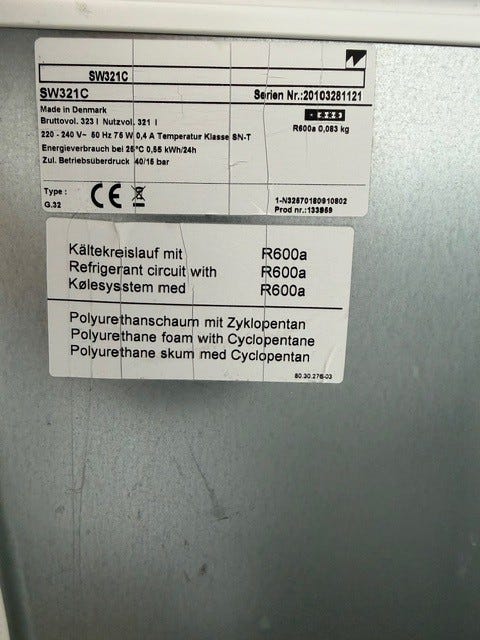 SW321C
SW321C Serien Nr.:20103281121
Made in Denmark
Bruttovol. 323 l Nutzvol. 321 l
R600a 0,083 kg
220 - 240 V~ 50 Hz 75 W 0,4 A Temperatur Klasse SN-T
Energieverbrauch bei 25°C 0,55 kWh/24h
Zul. Betriebsüberdruck 40/15 bar
Type :
G.32
CE
1-N32570180910802
Prod nr.:133959
Kältekreislauf mit R600a
Refrigerant circuit with R600a
Kølesysstem med R600a
Polyurethanschaum mit Zyklopentan
Polyurethane foam with Cyclopentane
Polyurethane skum med Cyclopentan
80.30.276-03